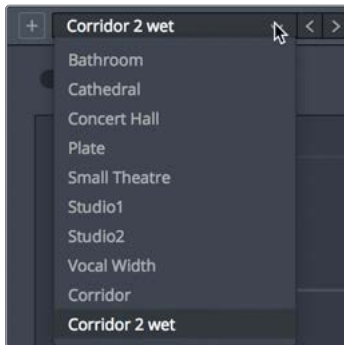 + Corridor 2 wet < >
Bathroom
Cathedral
Concert Hall
Plate
Small Theatre
Studio1
Studio2
Vocal Width
Corridor
Corridor 2 wet